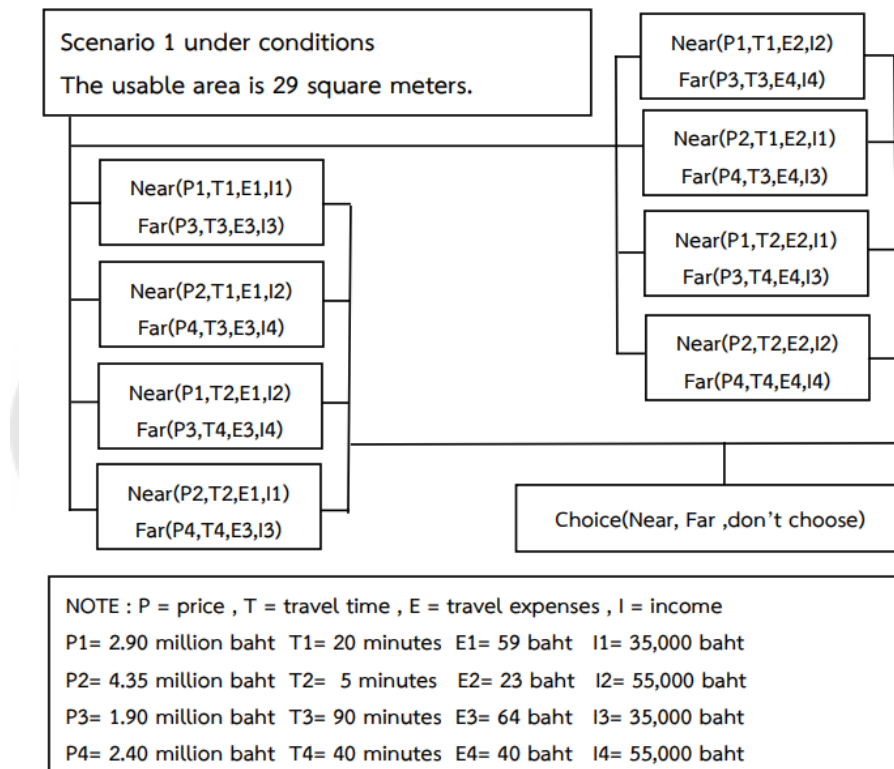 Scenario 1 under conditions
The usable area is 29 square meters.
Near(P1,T1,E1,I1)
Far(P3,T3,E3,I3)
Near(P2,T1,E1,I2)
Far(P4,T3,E3,I4)
Near(P1,T2,E1,I2)
Far(P3,T4,E3,I4)
Near(P2,T2,E1,I1)
Far(P4,T4,E3,I3)
Near(P1,T1,E2,I2)
Far(P3,T3,E4,I4)
Near(P2,T1,E2,I1)
Far(P4,T3,E4,I3)
Near(P1,T2,E2,I1)
Far(P3,T4,E4,I3)
Near(P2,T2,E2,I2)
Far(P4,T4,E4,I4)
Choice(Near, Far ,don't choose)
NOTE : P = price , T = travel time , E = travel expenses , I = income
P1= 2.90 million baht T1= 20 minutes E1= 59 baht I1= 35,000 baht
P2= 4.35 million baht T2= 5 minutes E2= 23 baht I2= 55,000 baht
P3= 1.90 million baht T3= 90 minutes E3= 64 baht I3= 35,000 baht
P4= 2.40 million baht T4= 40 minutes E4= 40 baht I4= 55,000 baht